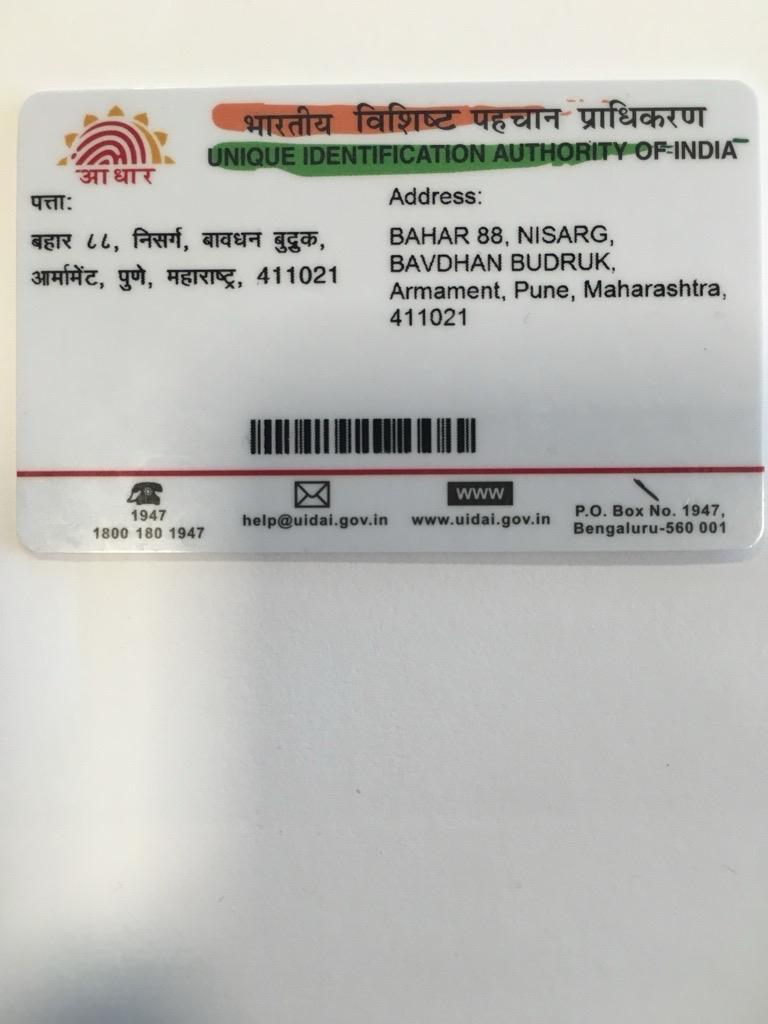 भारतीय विशिष्ट पहचान प्राधिकरण
UNIQUE IDENTIFICATION AUTHORITY OF INDIA
आधार
पत्ता:
बहार ८८, निसर्ग, बावधन बुद्रुक,
आर्मामेंट, पुणे, महाराष्ट्र, 411021
Address:
BAHAR 88, NISARG,
BAVDHAN BUDRUK,
Armament, Pune, Maharashtra,
411021
1947
1800 180 1947
help@uidai.gov.in
WWW
www.uidai.gov.in
P.O. Box No. 1947,
Bengaluru-560 001